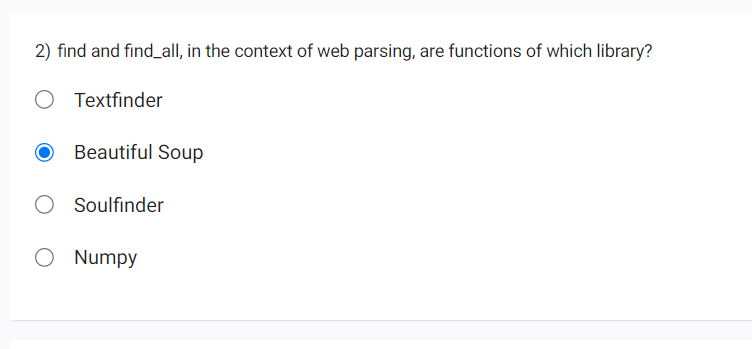 2) find and find_all, in the context of web parsing, are functions of which library?
Textfinder
Beautiful Soup
Soulfinder
Numpy